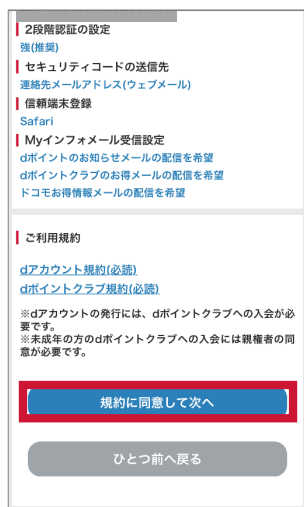 2段階認証の設定
強(推奨)
セキュリティコードの送信先
連絡先メールアドレス(ウェブメール)
信頼端末登録
Safari
Myインフォメール受信設定
dポイントのお知らせメールの配信を希望
dポイントクラブのお得メールの配信を希望
ドコモお得情報メールの配信を希望
ご利用規約
dアカウント規約(必読)
dポイントクラブ規約(必読)
※dアカウントの発行には、dポイントクラブへの入会が必
要です。
※未成年の方のdポイントクラブへの入会には親権者の同
意が必要です。
規約に同意して次へ
ひとつ前へ戻る